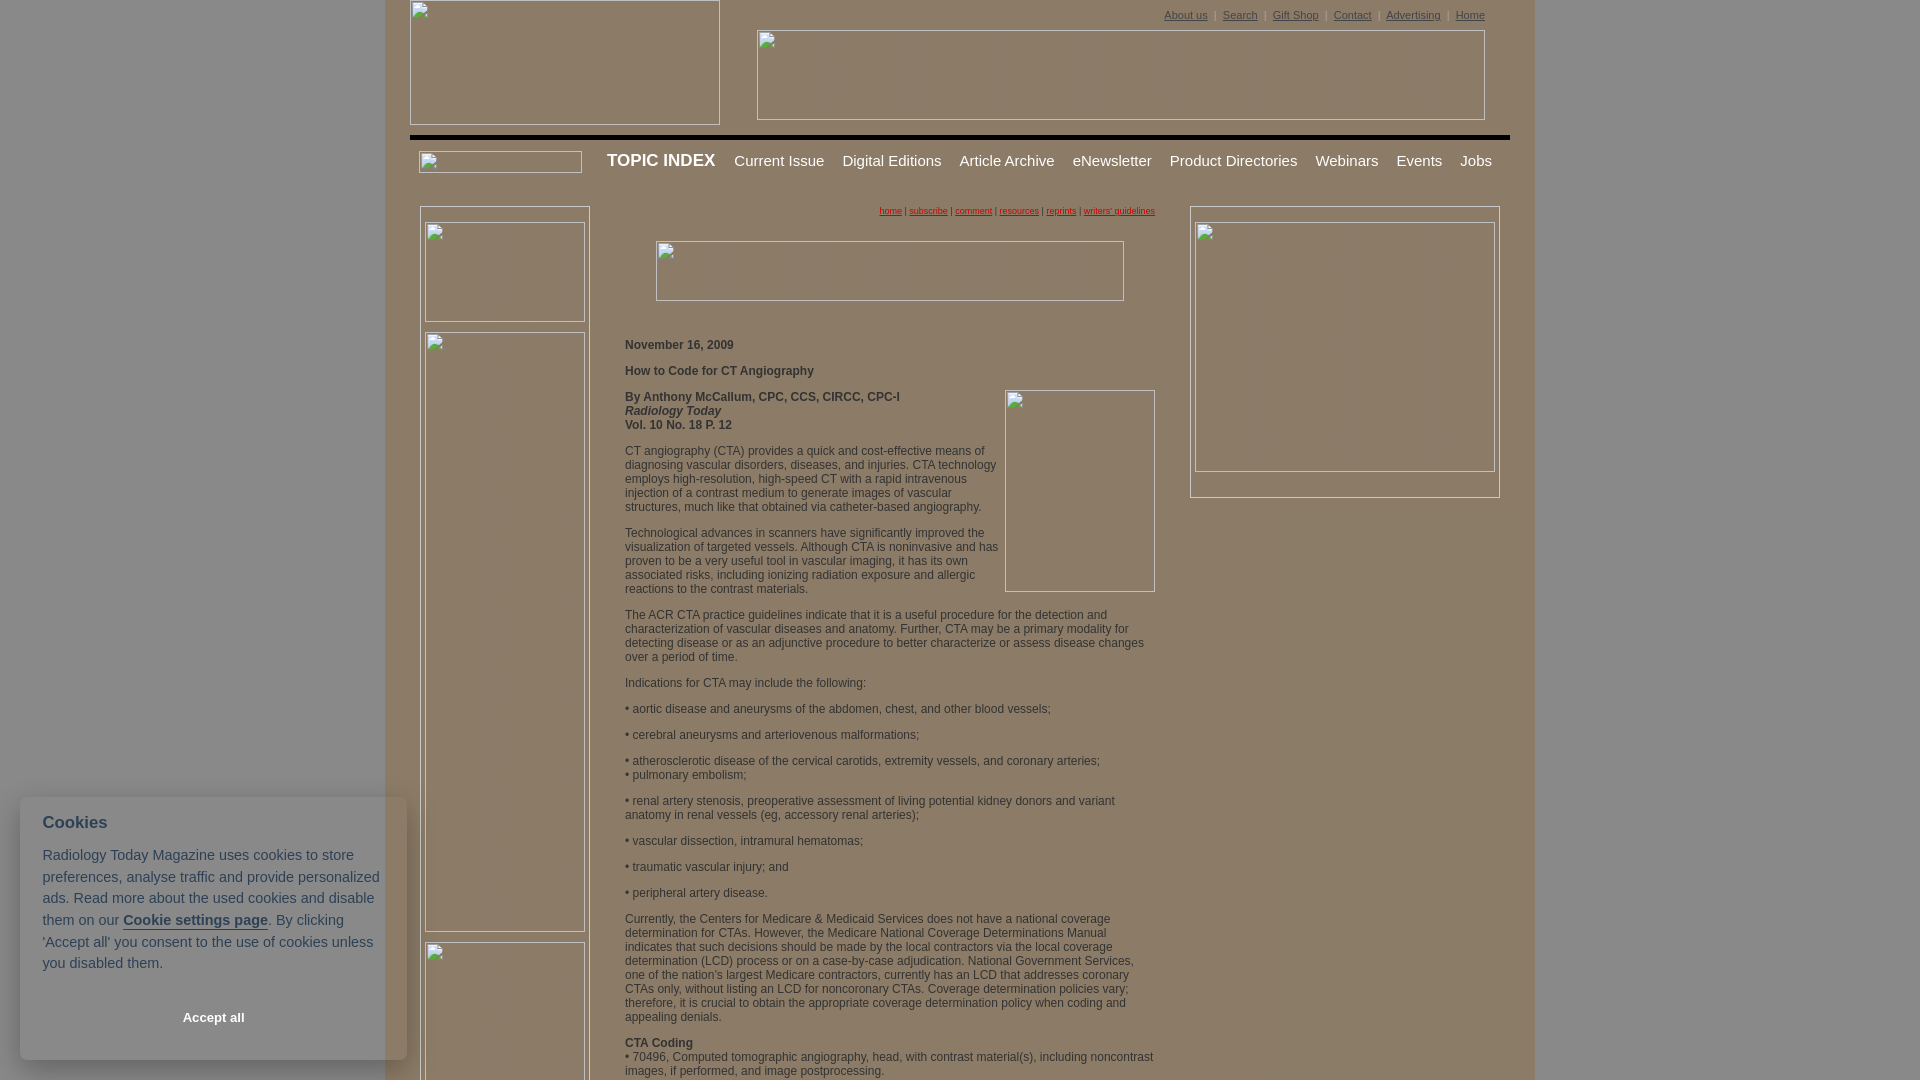 About us | Search | Gift Shop | Contact | Advertising | Home
TOPIC INDEX Current Issue Digital Editions Article Archive eNewsletter Product Directories Webinars Events Jobs
home | subscribe | comment | resources | reprints | writers' guidelines
November 16, 2009
How to Code for CT Angiography
By Anthony McCallum, CPC, CCS, CIRCC, CPC-I
Radiology Today
Vol. 10 No. 18 P. 12
CT angiography (CTA) provides a quick and cost-effective means of
diagnosing vascular disorders, diseases, and injuries. CTA technology
employs high-resolution, high-speed CT with a rapid intravenous
injection of a contrast medium to generate images of vascular
structures, much like that obtained via catheter-based angiography.
Technological advances in scanners have significantly improved the
visualization of targeted vessels. Although CTA is noninvasive and has
proven to be a very useful tool in vascular imaging, it has its own
associated risks, including ionizing radiation exposure and allergic
reactions to the contrast materials.
The ACR CTA practice guidelines indicate that it is a useful procedure for the detection and
characterization of vascular diseases and anatomy. Further, CTA may be a primary modality for
detecting disease or as an adjunctive procedure to better characterize or assess disease changes
over a period of time.
Indications for CTA may include the following:
• aortic disease and aneurysms of the abdomen, chest, and other blood vessels;
• cerebral aneurysms and arteriovenous malformations;
• atherosclerotic disease of the cervical carotids, extremity vessels, and coronary arteries;
• pulmonary embolism;
• renal artery stenosis, preoperative assessment of living potential kidney donors and variant
anatomy in renal vessels (eg, accessory renal arteries);
• vascular dissection, intramural hematomas;
• traumatic vascular injury; and
• peripheral artery disease.
Currently, the Centers for Medicare & Medicaid Services does not have a national coverage
determination for CTAs. However, the Medicare National Coverage Determinations Manual
indicates that such decisions should be made by the local contractors via the local coverage
determination (LCD) process or on a case-by-case adjudication. National Government Services,
one of the nation's largest Medicare contractors, currently has an LCD that addresses coronary
CTAs only, without listing an LCD for noncoronary CTAs. Coverage determination policies vary;
therefore, it is crucial to obtain the appropriate coverage determination policy when coding and
appealing denials.
CTA Coding
• 70496, Computed tomographic angiography, head, with contrast material(s), including noncontrast
images, if performed, and image postprocessing.
Cookies
Radiology Today Magazine uses cookies to store
preferences, analyse traffic and provide personalized
ads. Read more about the used cookies and disable
them on our Cookie settings page. By clicking
'Accept all' you consent to the use of cookies unless
you disabled them.
Accept all